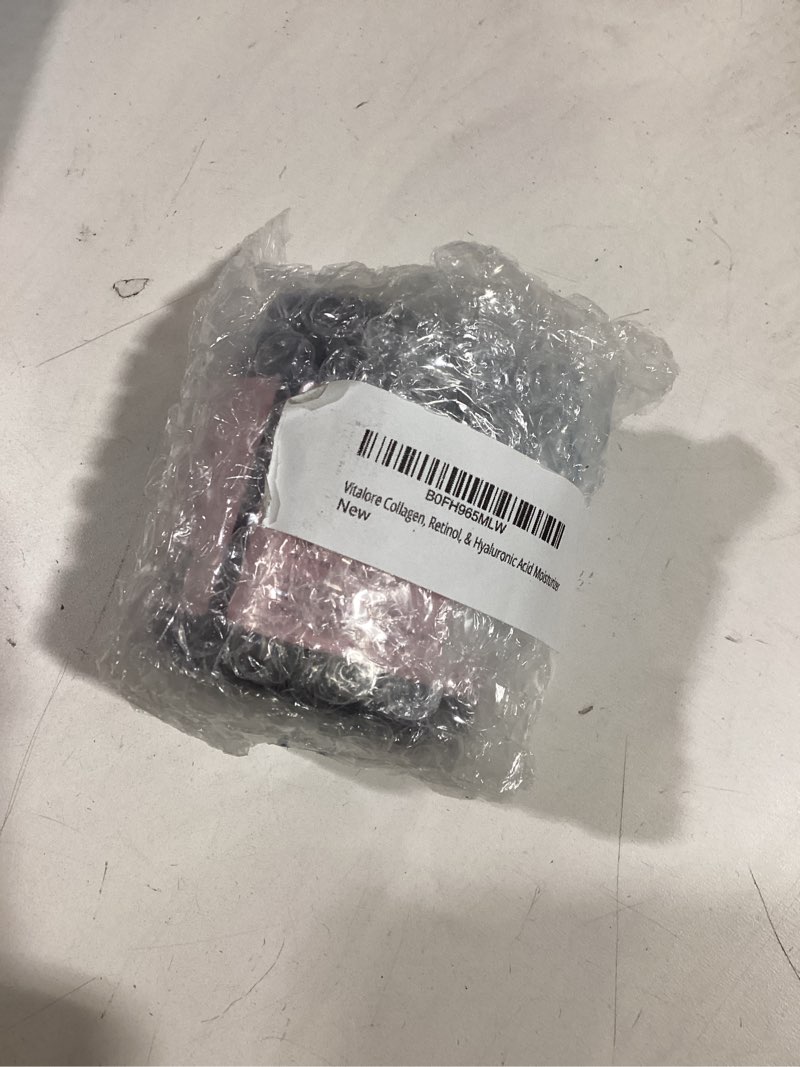 B0FH965MLW
Vitalore Collagen, Retinol, & Hyaluronic Acid Moisturizer
New